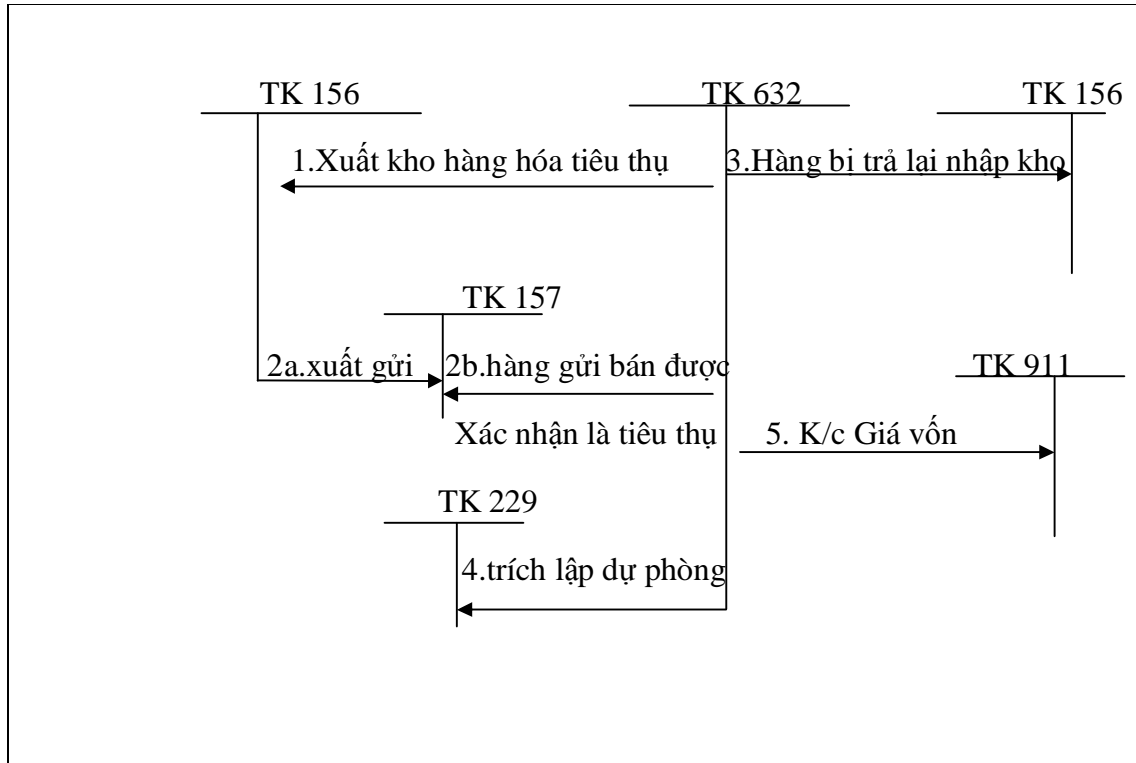 TK 156
TK 632
TK 156
1.Xuất kho hàng hóa tiêu thụ
3.Hàng bị trả lại nhập kho
TK 157
2a.xuất gửi
2b.hàng gửi bán được
TK 911
Xác nhận là tiêu thụ
5. K/c Giá vốn
TK 229
4.trích lập dự phòng